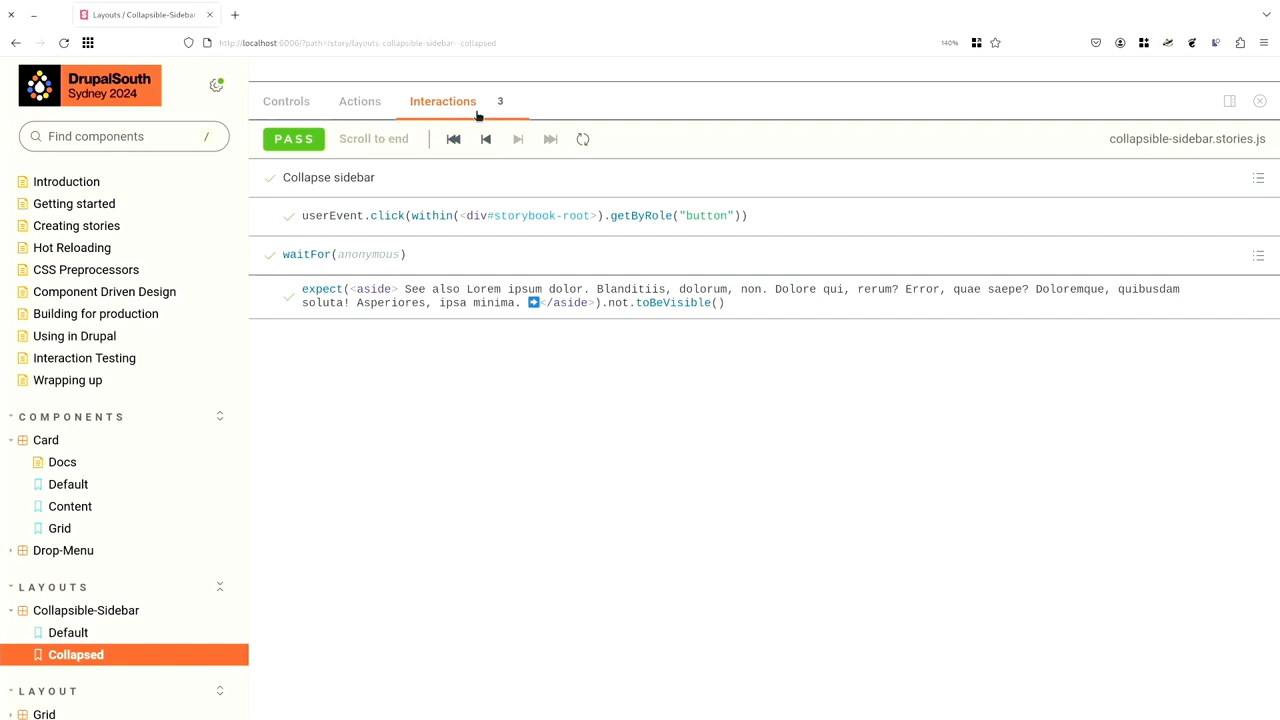 Layouts / Collapsible-Sideba
http://localhost:6006/?path=/story/layouts-collapsible-sidebar--collapsed
140%
DrupalSouth
Sydney 2024
Find components
/
Introduction
Getting started
Creating stories
Hot Reloading
CSS Preprocessors
Component Driven Design
Building for production
Using in Drupal
Interaction Testing
Wrapping up
COMPONENTS
Card
Docs
Default
Content
Grid
Drop-Menu
LAYOUTS
Collapsible-Sidebar
Default
Collapsed
LAYOUT
Grid
Controls
Actions
Interactions 3
PASS
Scroll to end
collapsible-sidebar.stories.js
Collapse sidebar
userEvent.click(within(<div#storybook-root>).getByRole("button"))
waitFor(anonymous)
expect(<aside> See also Lorem ipsum dolor. Blanditiis, dolorum, non. Dolore qui, rerum? Error, quae saepe? Doloremque, quibusdam
soluta! Asperiores, ipsa minima. ➡️</aside>).not.toBeVisible()